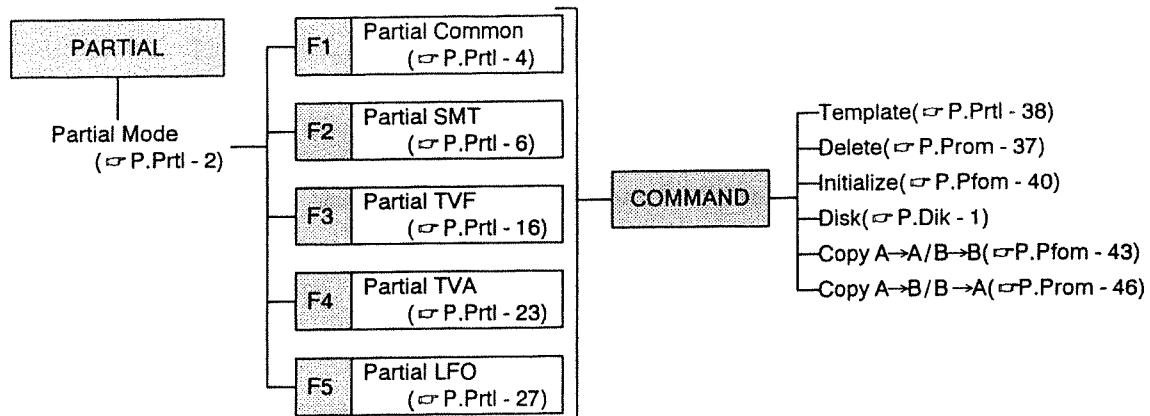 PARTIAL
Partial Mode
(☞ P.Prtl - 2)
F1 Partial Common
(☞ P.Prtl - 4)
F2 Partial SMT
(☞ P.Prtl - 6)
F3 Partial TVF
(☞ P.Prtl - 16)
F4 Partial TVA
(☞ P.Prtl - 23)
F5 Partial LFO
(☞ P.Prtl - 27)
COMMAND
Template(☞ P.Prtl - 38)
Delete(☞ P.Prom - 37)
Initialize(☞ P.Pfom - 40)
Disk(☞ P.Dik - 1)
Copy A→A/B→B(☞P.Pfom - 43)
Copy A→B/B→A(☞P.Prom - 46)